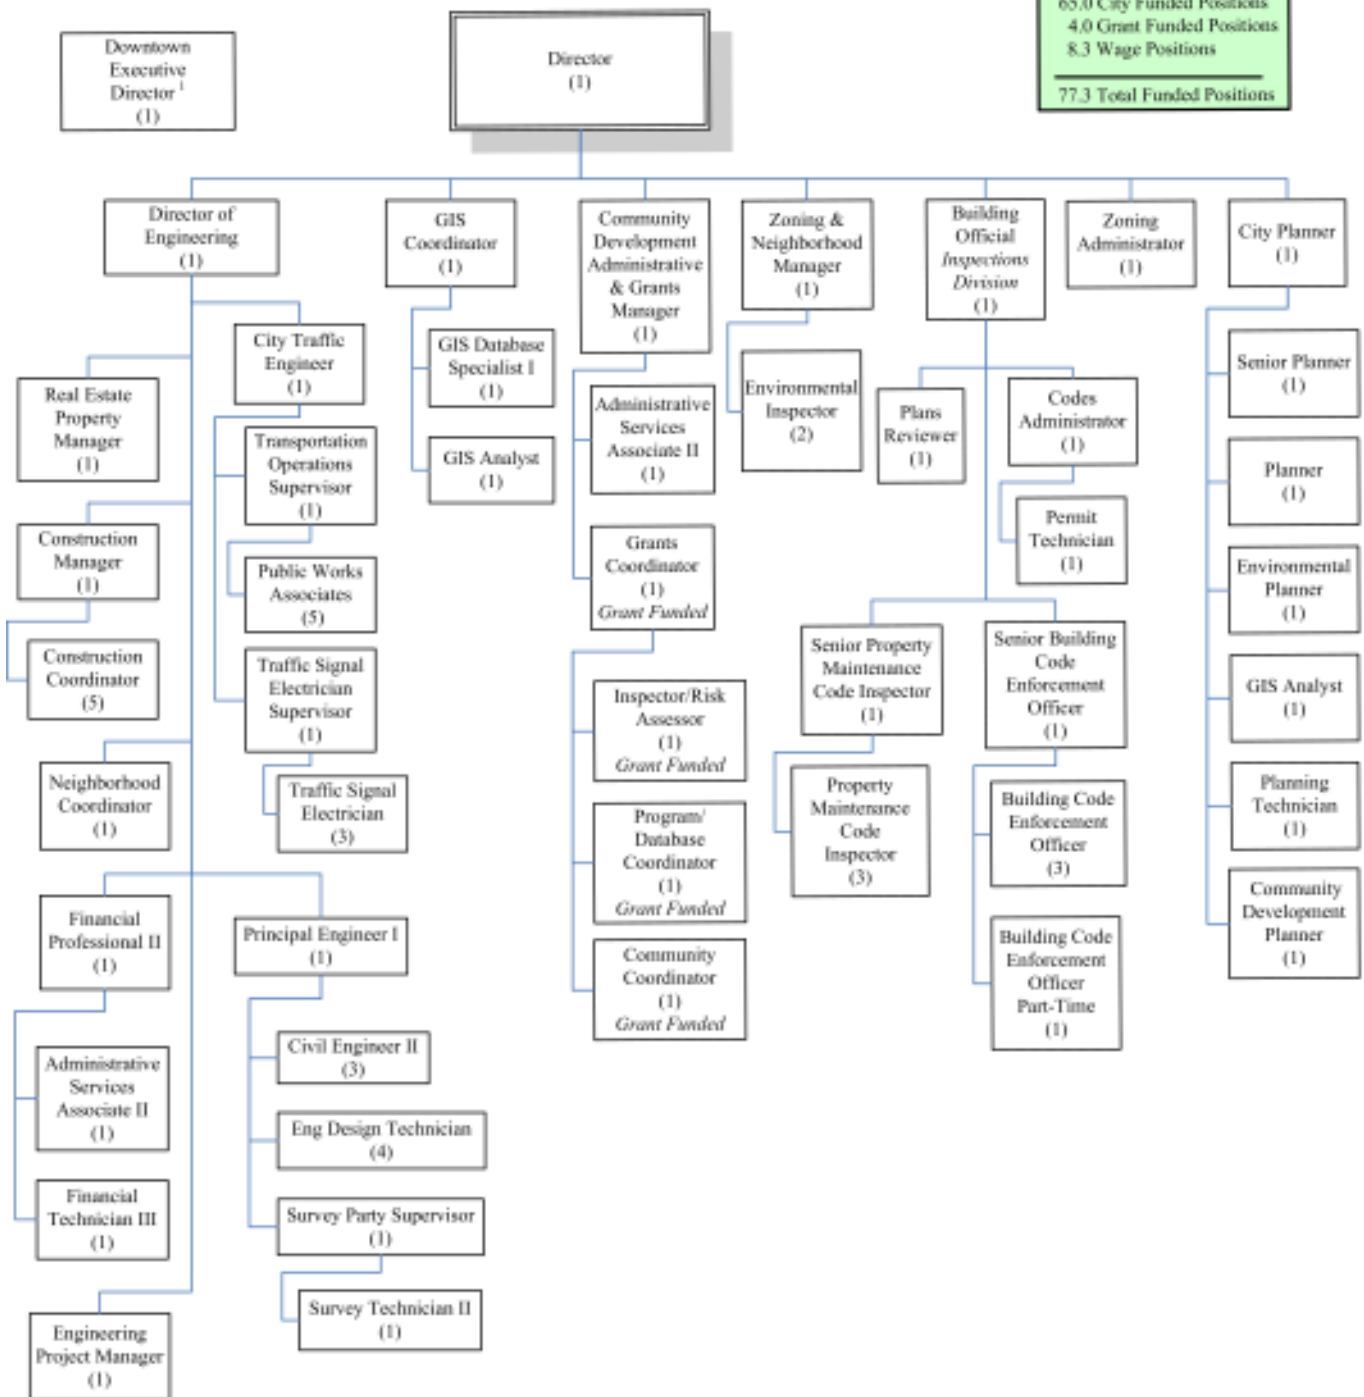 65.0 City Funded Positions
4.0 Grant Funded Positions
8.3 Wage Positions
77.3 Total Funded Positions
Downtown
Executive
Director 1
(1)
Director
(1)
Director of
Engineering
(1)
GIS
Coordinator
(1)
Community
Development
Administrative
& Grants
Manager
(1)
Zoning &
Neighborhood
Manager
(1)
Building
Official
Inspections
Division
(1)
Zoning
Administrator
(1)
City Planner
(1)
City Traffic
Engineer
(1)
Real Estate
Property
Manager
(1)
Transportation
Operations
Supervisor
(1)
Construction
Manager
(1)
Public Works
Associates
(5)
Construction
Coordinator
(5)
Traffic Signal
Electrician
Supervisor
(1)
Neighborhood
Coordinator
(1)
Traffic Signal
Electrician
(3)
Financial
Professional II
(1)
Principal Engineer I
(1)
Administrative
Services
Associate II
(1)
Financial
Technician III
(1)
Civil Engineer II
(3)
Eng Design Technician
(4)
Survey Party Supervisor
(1)
Survey Technician II
(1)
Engineering
Project Manager
(1)
GIS Database
Specialist I
(1)
GIS Analyst
(1)
Administrative
Services
Associate II
(1)
Grants
Coordinator
(1)
Grant Funded
Inspector/Risk
Assessor
(1)
Grant Funded
Program/
Database
Coordinator
(1)
Grant Funded
Community
Coordinator
(1)
Grant Funded
Environmental
Inspector
(2)
Plans
Reviewer
(1)
Codes
Administrator
(1)
Permit
Technician
(1)
Senior Property
Maintenance
Code Inspector
(1)
Property
Maintenance
Code
Inspector
(3)
Senior Building
Code
Enforcement
Officer
(1)
Building Code
Enforcement
Officer
(3)
Building Code
Enforcement
Officer
Part-Time
(1)
Senior Planner
(1)
Planner
(1)
Environmental
Planner
(1)
GIS Analyst
(1)
Planning
Technician
(1)
Community
Development
Planner
(1)